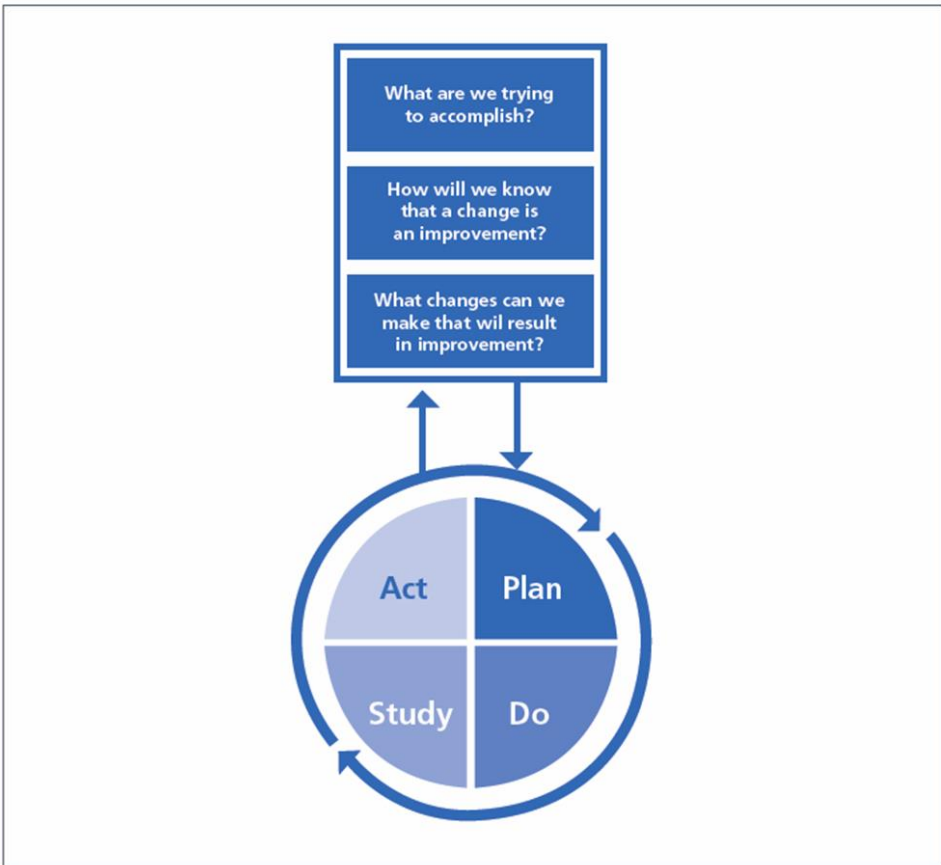 What are we trying
to accomplish?
How will we know
that a change is
an improvement?
What changes can we
make that wil result
in improvement?
Act
Plan
Study
Do